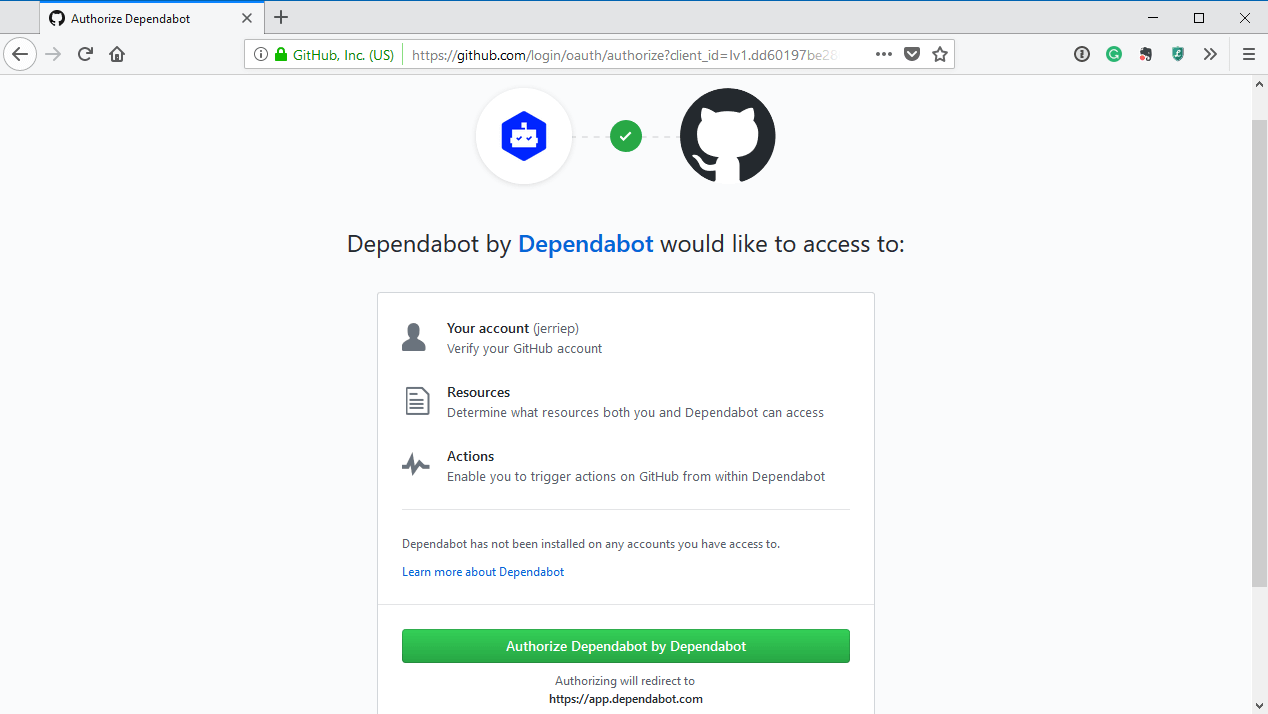 Authorize Dependabot
GitHub, Inc. (US)
https://github.com/login/oauth/authorize?client_id=Iv1.dd60197be28
Dependabot by Dependabot would like to access to:
Your account (jerriep)
Verify your GitHub account
Resources
Determine what resources both you and Dependabot can access
Actions
Enable you to trigger actions on GitHub from within Dependabot
Dependabot has not been installed on any accounts you have access to.
Learn more about Dependabot
Authorize Dependabot by Dependabot
Authorizing will redirect to
https://app.dependabot.com